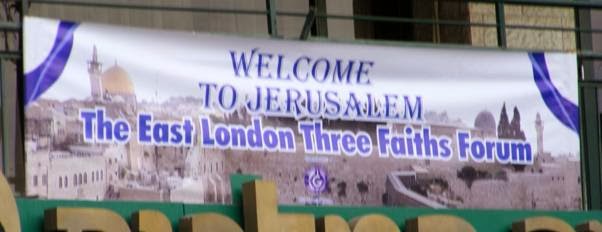 WELCOME
TO JERUSALEM
The East London Three Faiths Forum